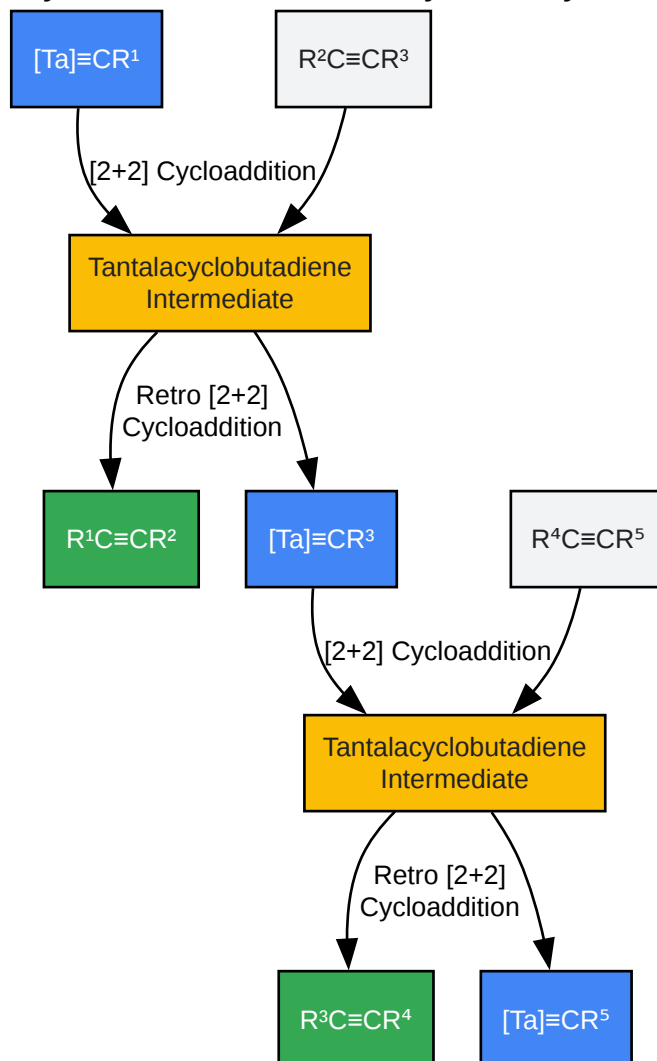 [Ta]≡CR¹
R²C≡CR³
[2+2] Cycloaddition
Tantalacyclobutadiene
Intermediate
Retro [2+2]
Cycloaddition
R¹C≡CR²
[Ta]≡CR³
R⁴C≡CR⁵
[2+2] Cycloaddition
Tantalacyclobutadiene
Intermediate
Retro [2+2]
Cycloaddition
R³C≡CR⁴
[Ta]≡CR⁵